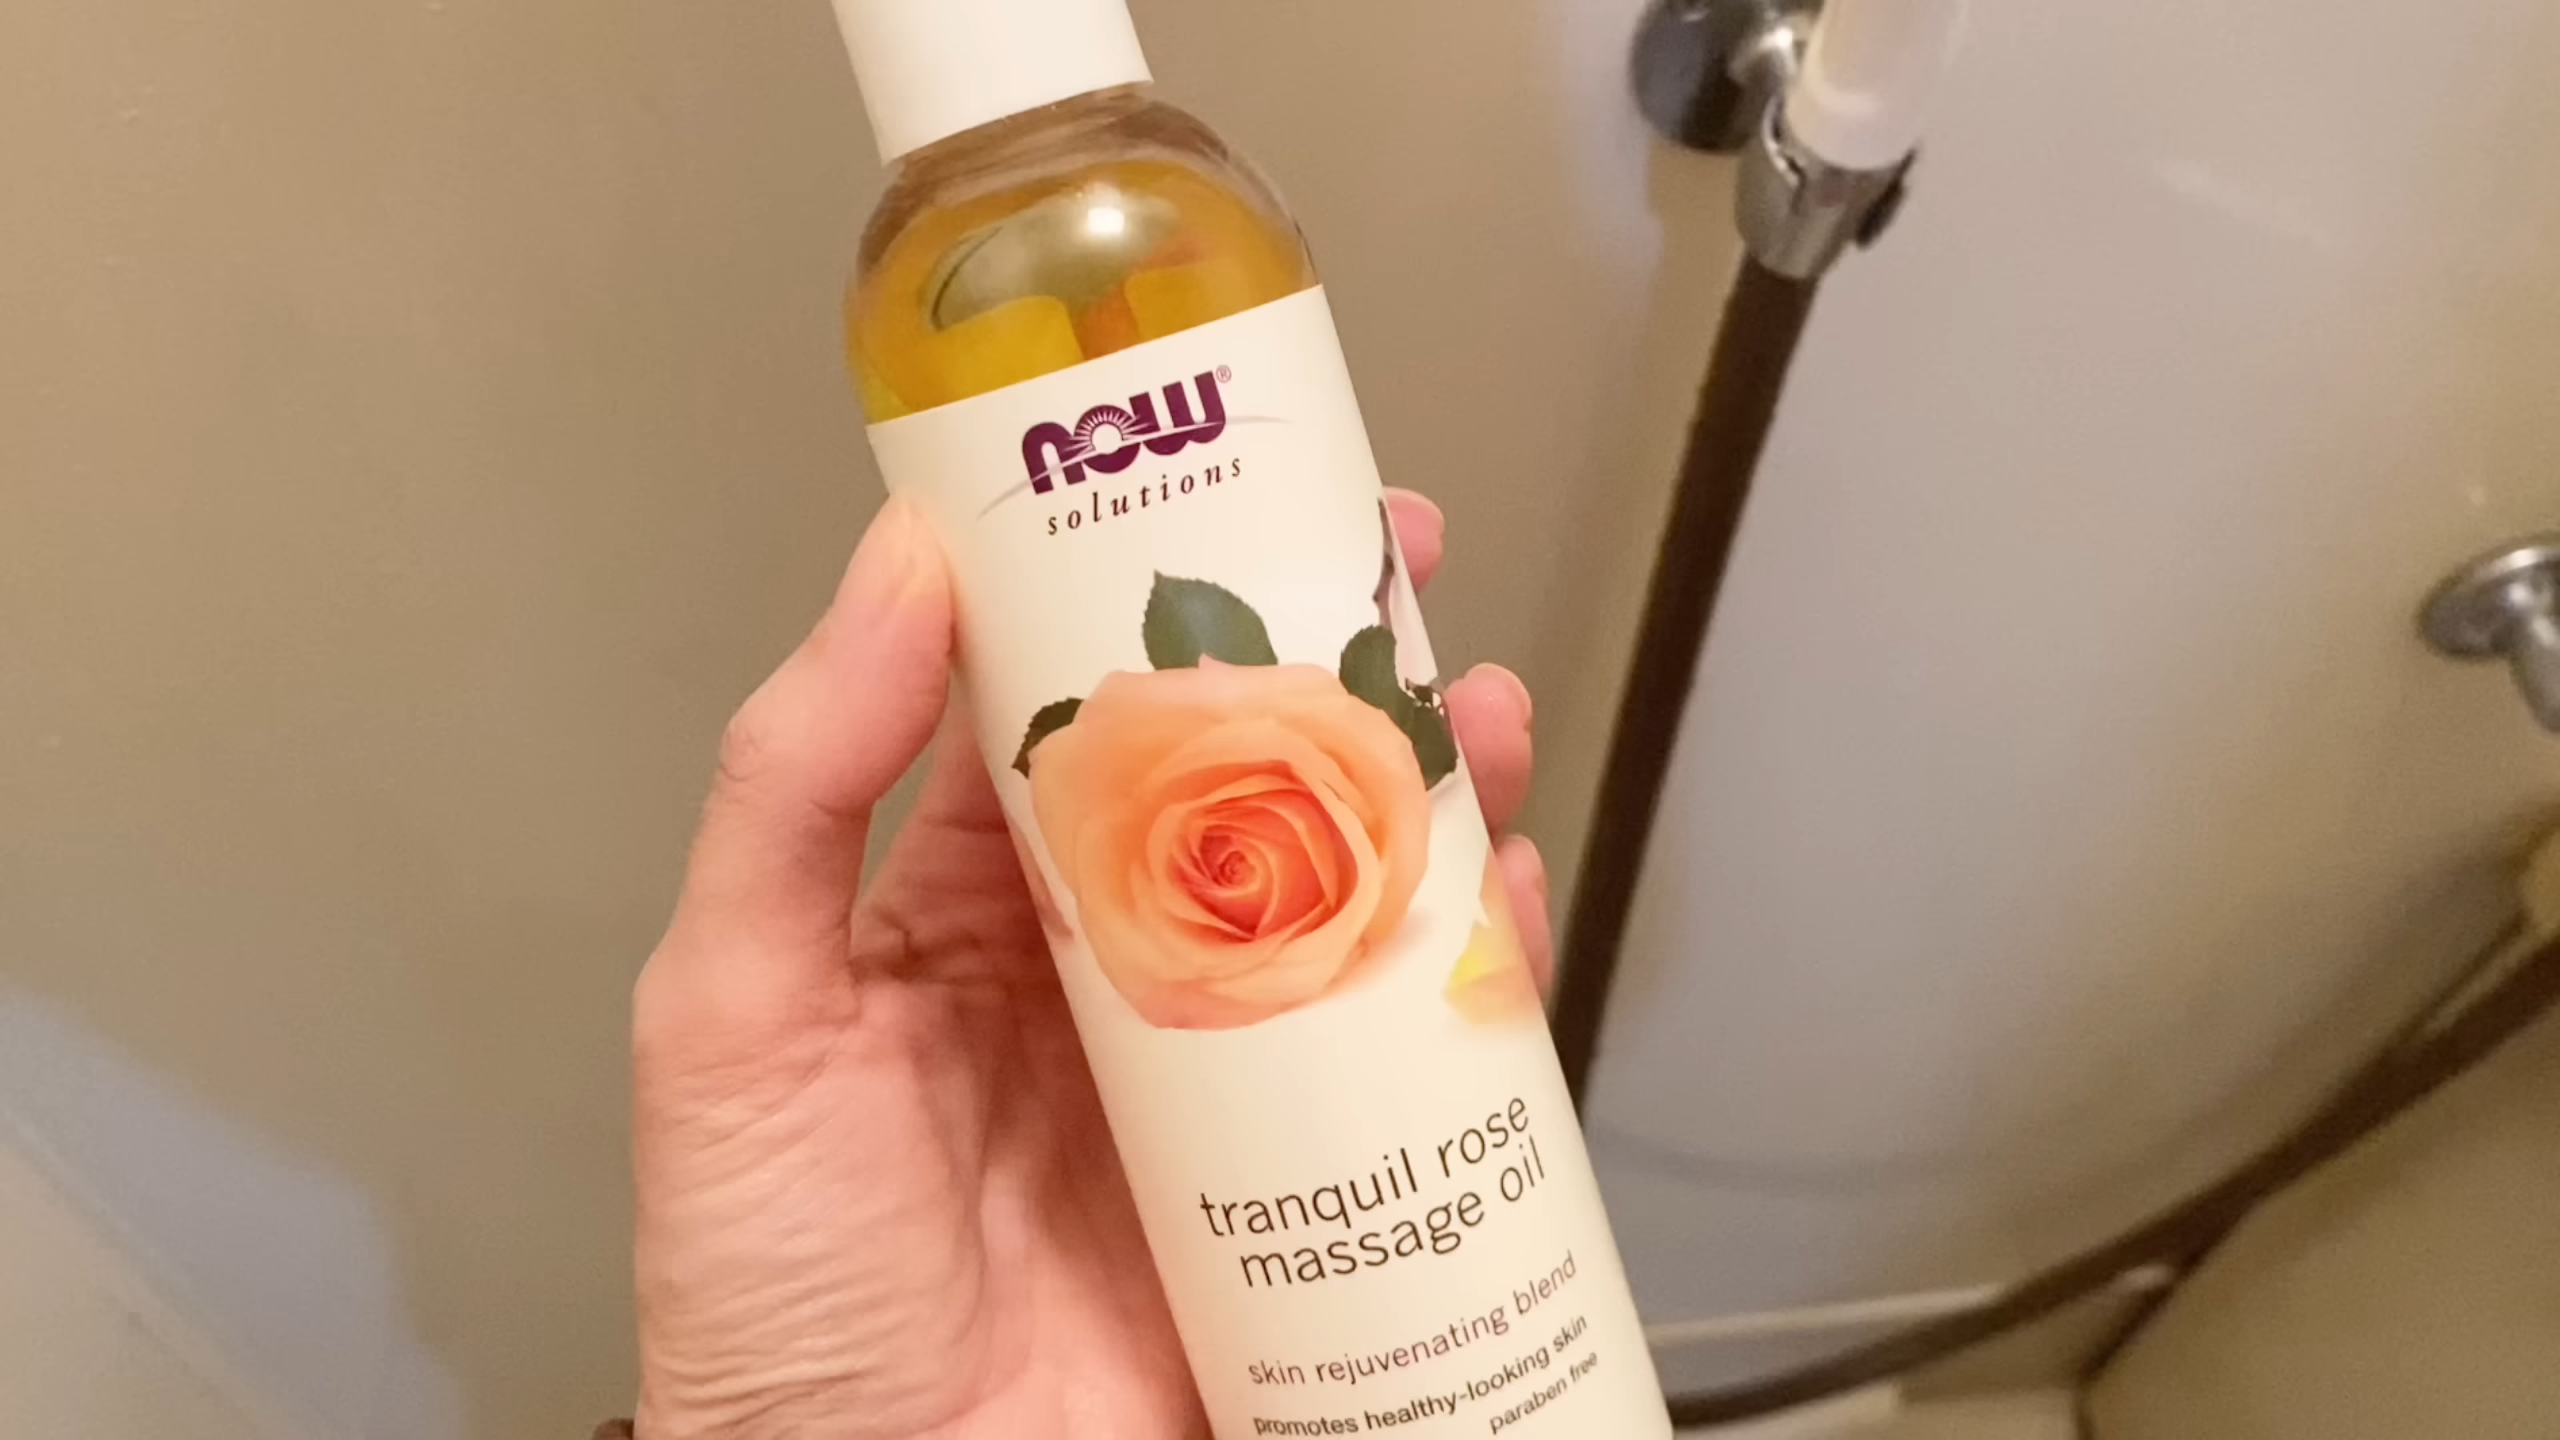 now®
solutions
tranquil rose
massage oil
skin rejuvenating blend
promotes healthy-looking skin
paraben free